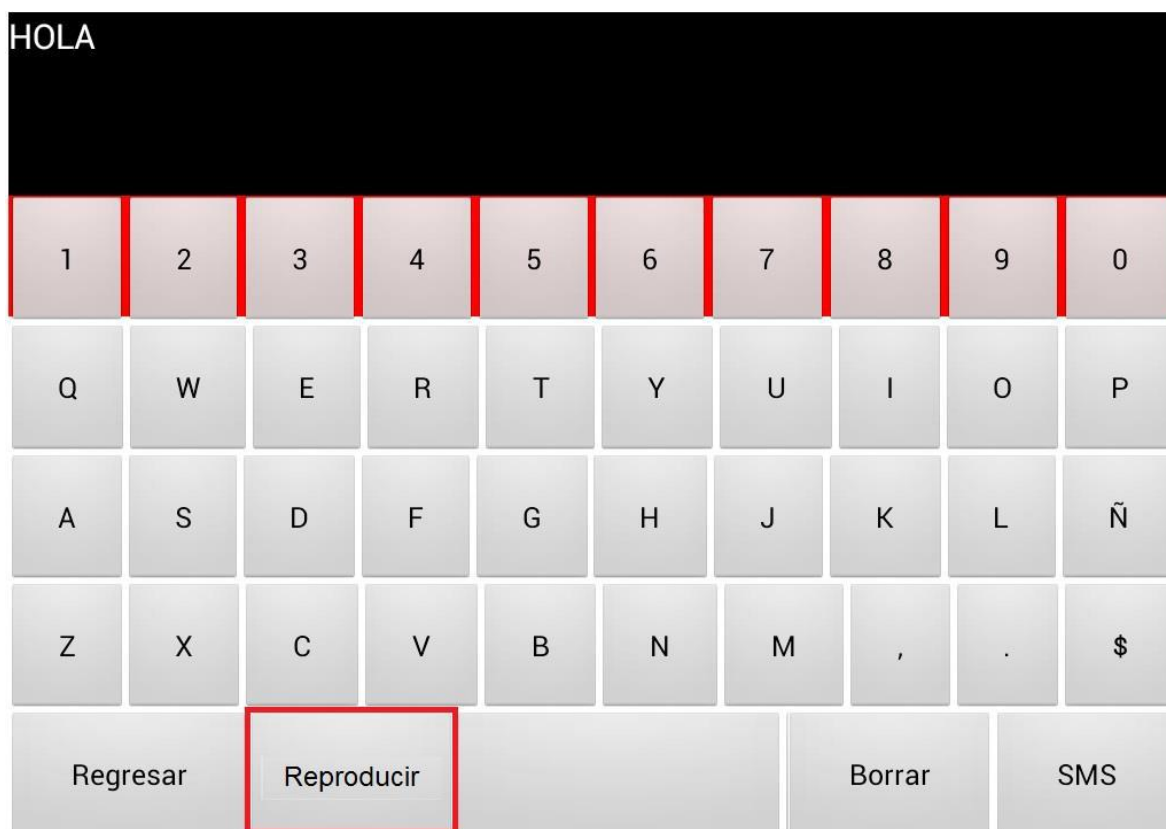 HOLA
1 2 3 4 5 6 7 8 9 0
Q W E R T Y U I O P
A S D F G H J K L Ñ
Z X C V B N M , . $
Regresar Reproducir Borrar SMS